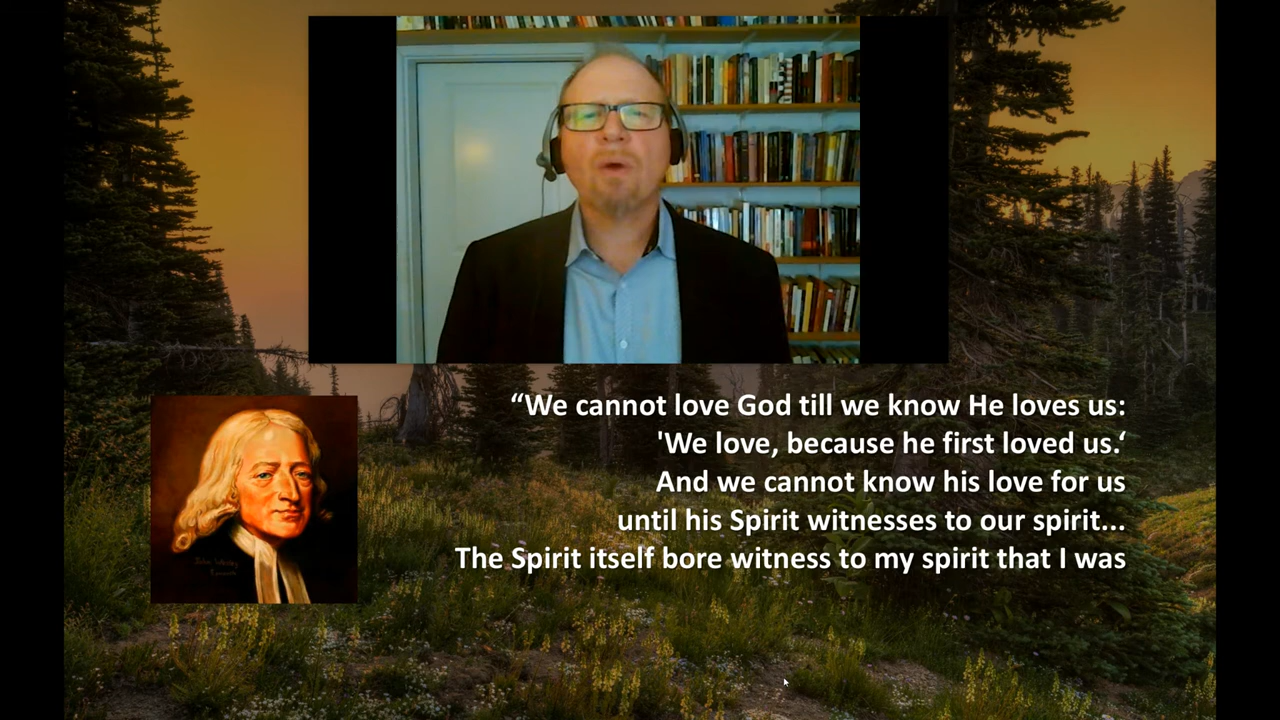 “We cannot love God till we know He loves us:
'We love, because he first loved us.‘
And we cannot know his love for us
until his Spirit witnesses to our spirit...
The Spirit itself bore witness to my spirit that I was
John Wesley